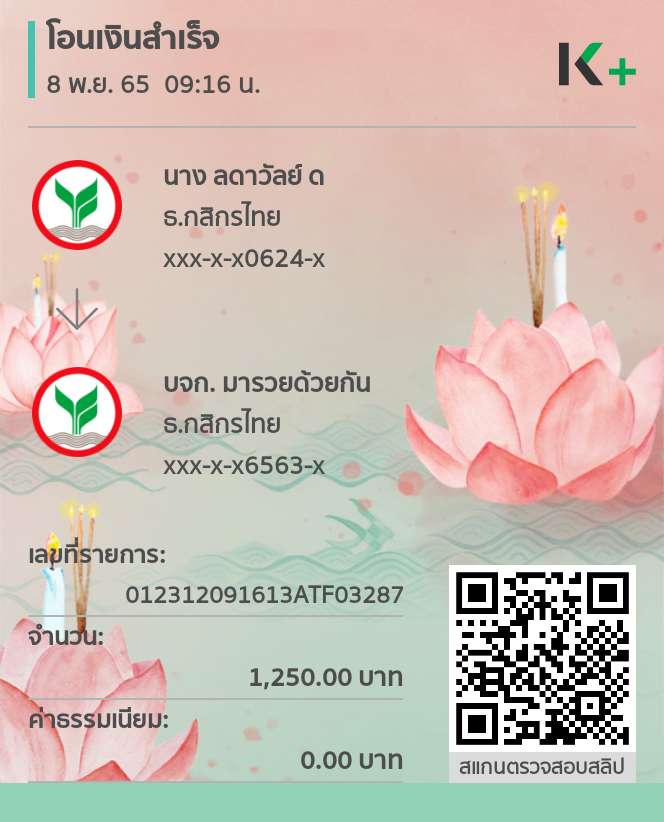 โอนเงินสำเร็จ
8 พ.ย. 65 09:16 น.
K+
นาง ลดาวัลย์ ด
ธ.กสิกรไทย
xxx-x-x0624-x
บจก. มารวยด้วยกัน
ธ.กสิกรไทย
xxx-x-x6563-x
เลขที่รายการ:
012312091613ATF03287
จำนวน:
1,250.00 บาท
ค่าธรรมเนียม:
0.00 บาท
สแกนตรวจสอบสลิป